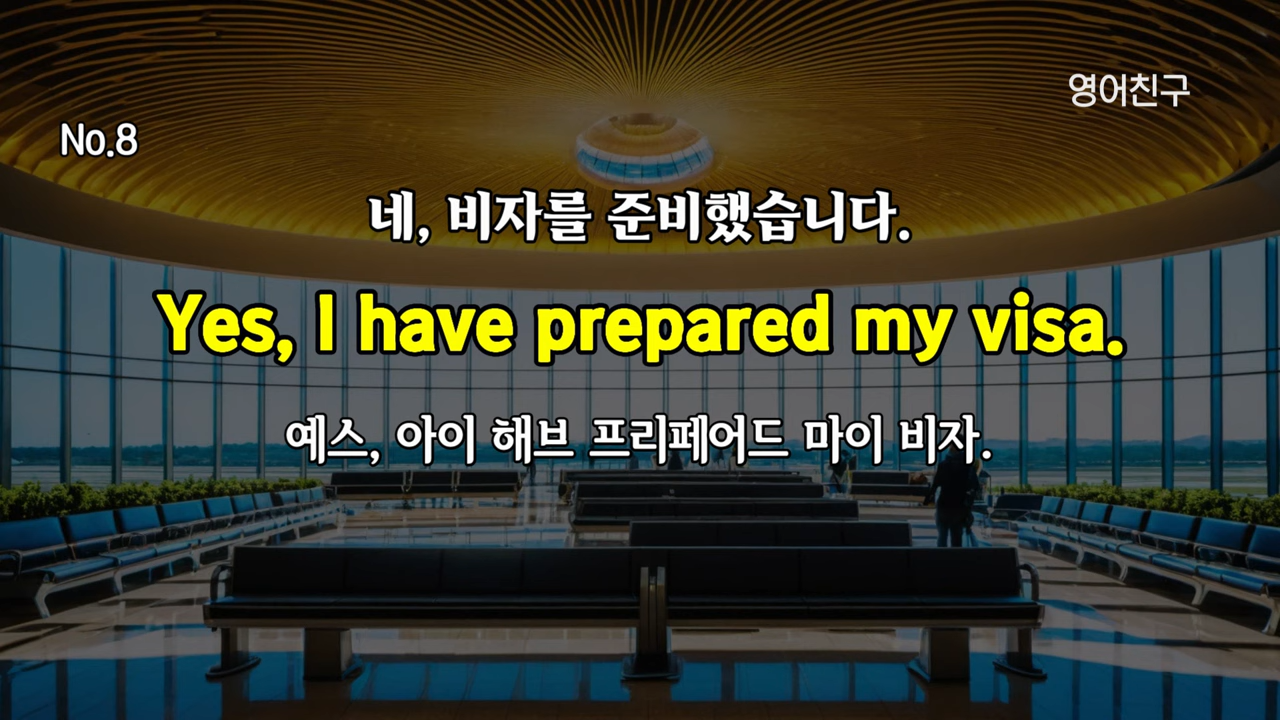 영어친구
No.8
네, 비자를 준비했습니다.
Yes, I have prepared my visa.
예스, 아이 해브 프리페어드 마이 비자.